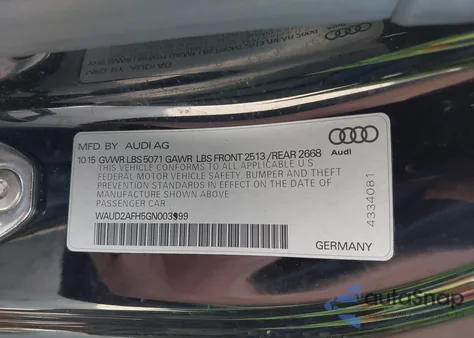 MFD. BY AUDI AG
10 15 GVWR LBS 5071 GAWR LBS FRONT 2513 / REAR 2668
THIS VEHICLE CONFORMS TO ALL APPLICABLE U.S
FEDERAL MOTOR VEHICLE SAFETY, BUMPER, AND THEFT
PREVENTION STANDARDS IN EFFECT ON THE DATE OF
MANUFACTURE SHOWN ABOVE.
PASSENGER CAR
WAUD2AFH5GN003999
Audi
4334081
GERMANY
autoSnap